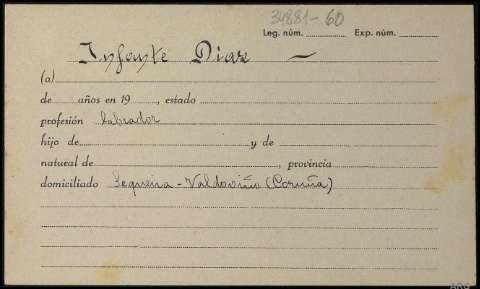 34881-60
Leg. núm. Exp. núm.
Infante Diaz —
(a)
de años en 19 , estado
profesión labrador
hijo de y de
natural de , provincia
domiciliado Sequeira - Valdoviño (Coruña)